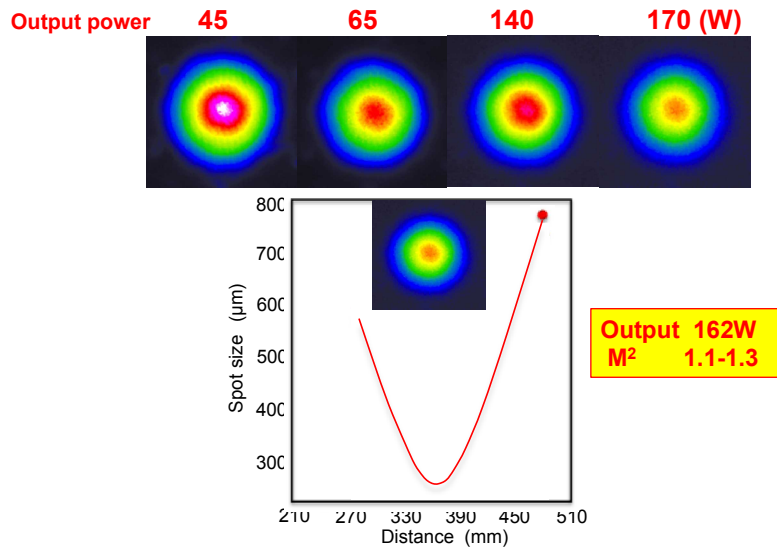 Output power 45 65 140 170 (W)
800
700
600
500
400
300
Spot size (μm)
210 270 330 390 450 510
Distance (mm)
Output 162W
M² 1.1-1.3